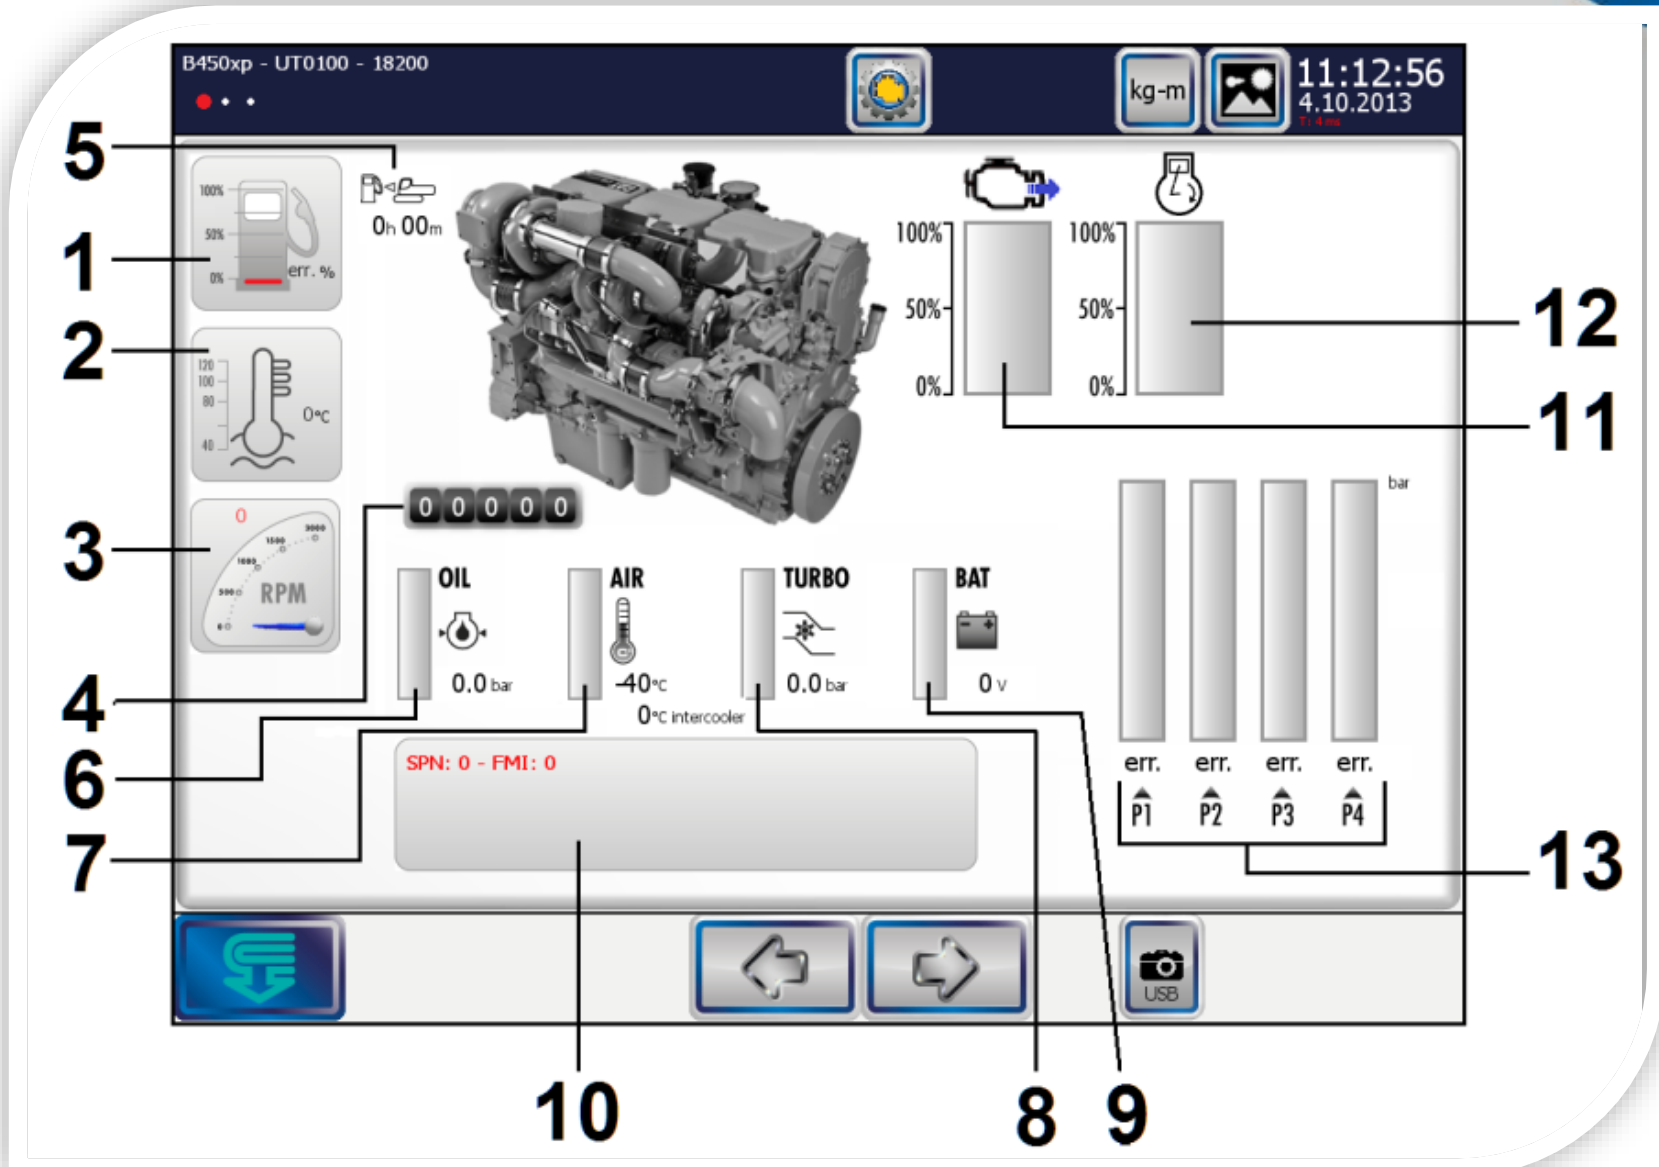 B450xp - UT0100 - 18200
kg-m
11:12:56
4.10.2013
T: 4 ms
5
100%
50%
0%
err. %
1
0h 00m
100%
50%
0%
100%
50%
0%
12
2
120
100
80
40
0°C
11
3
0
0
500
1000
1500
3000
RPM
00000
4
OIL
0.0 bar
AIR
-40°C
0°C intercooler
TURBO
0.0 bar
BAT
0 V
bar
err. err. err. err.
P1 P2 P3 P4
6
7
SPN: 0 - FMI: 0
13
USB
10
8
9